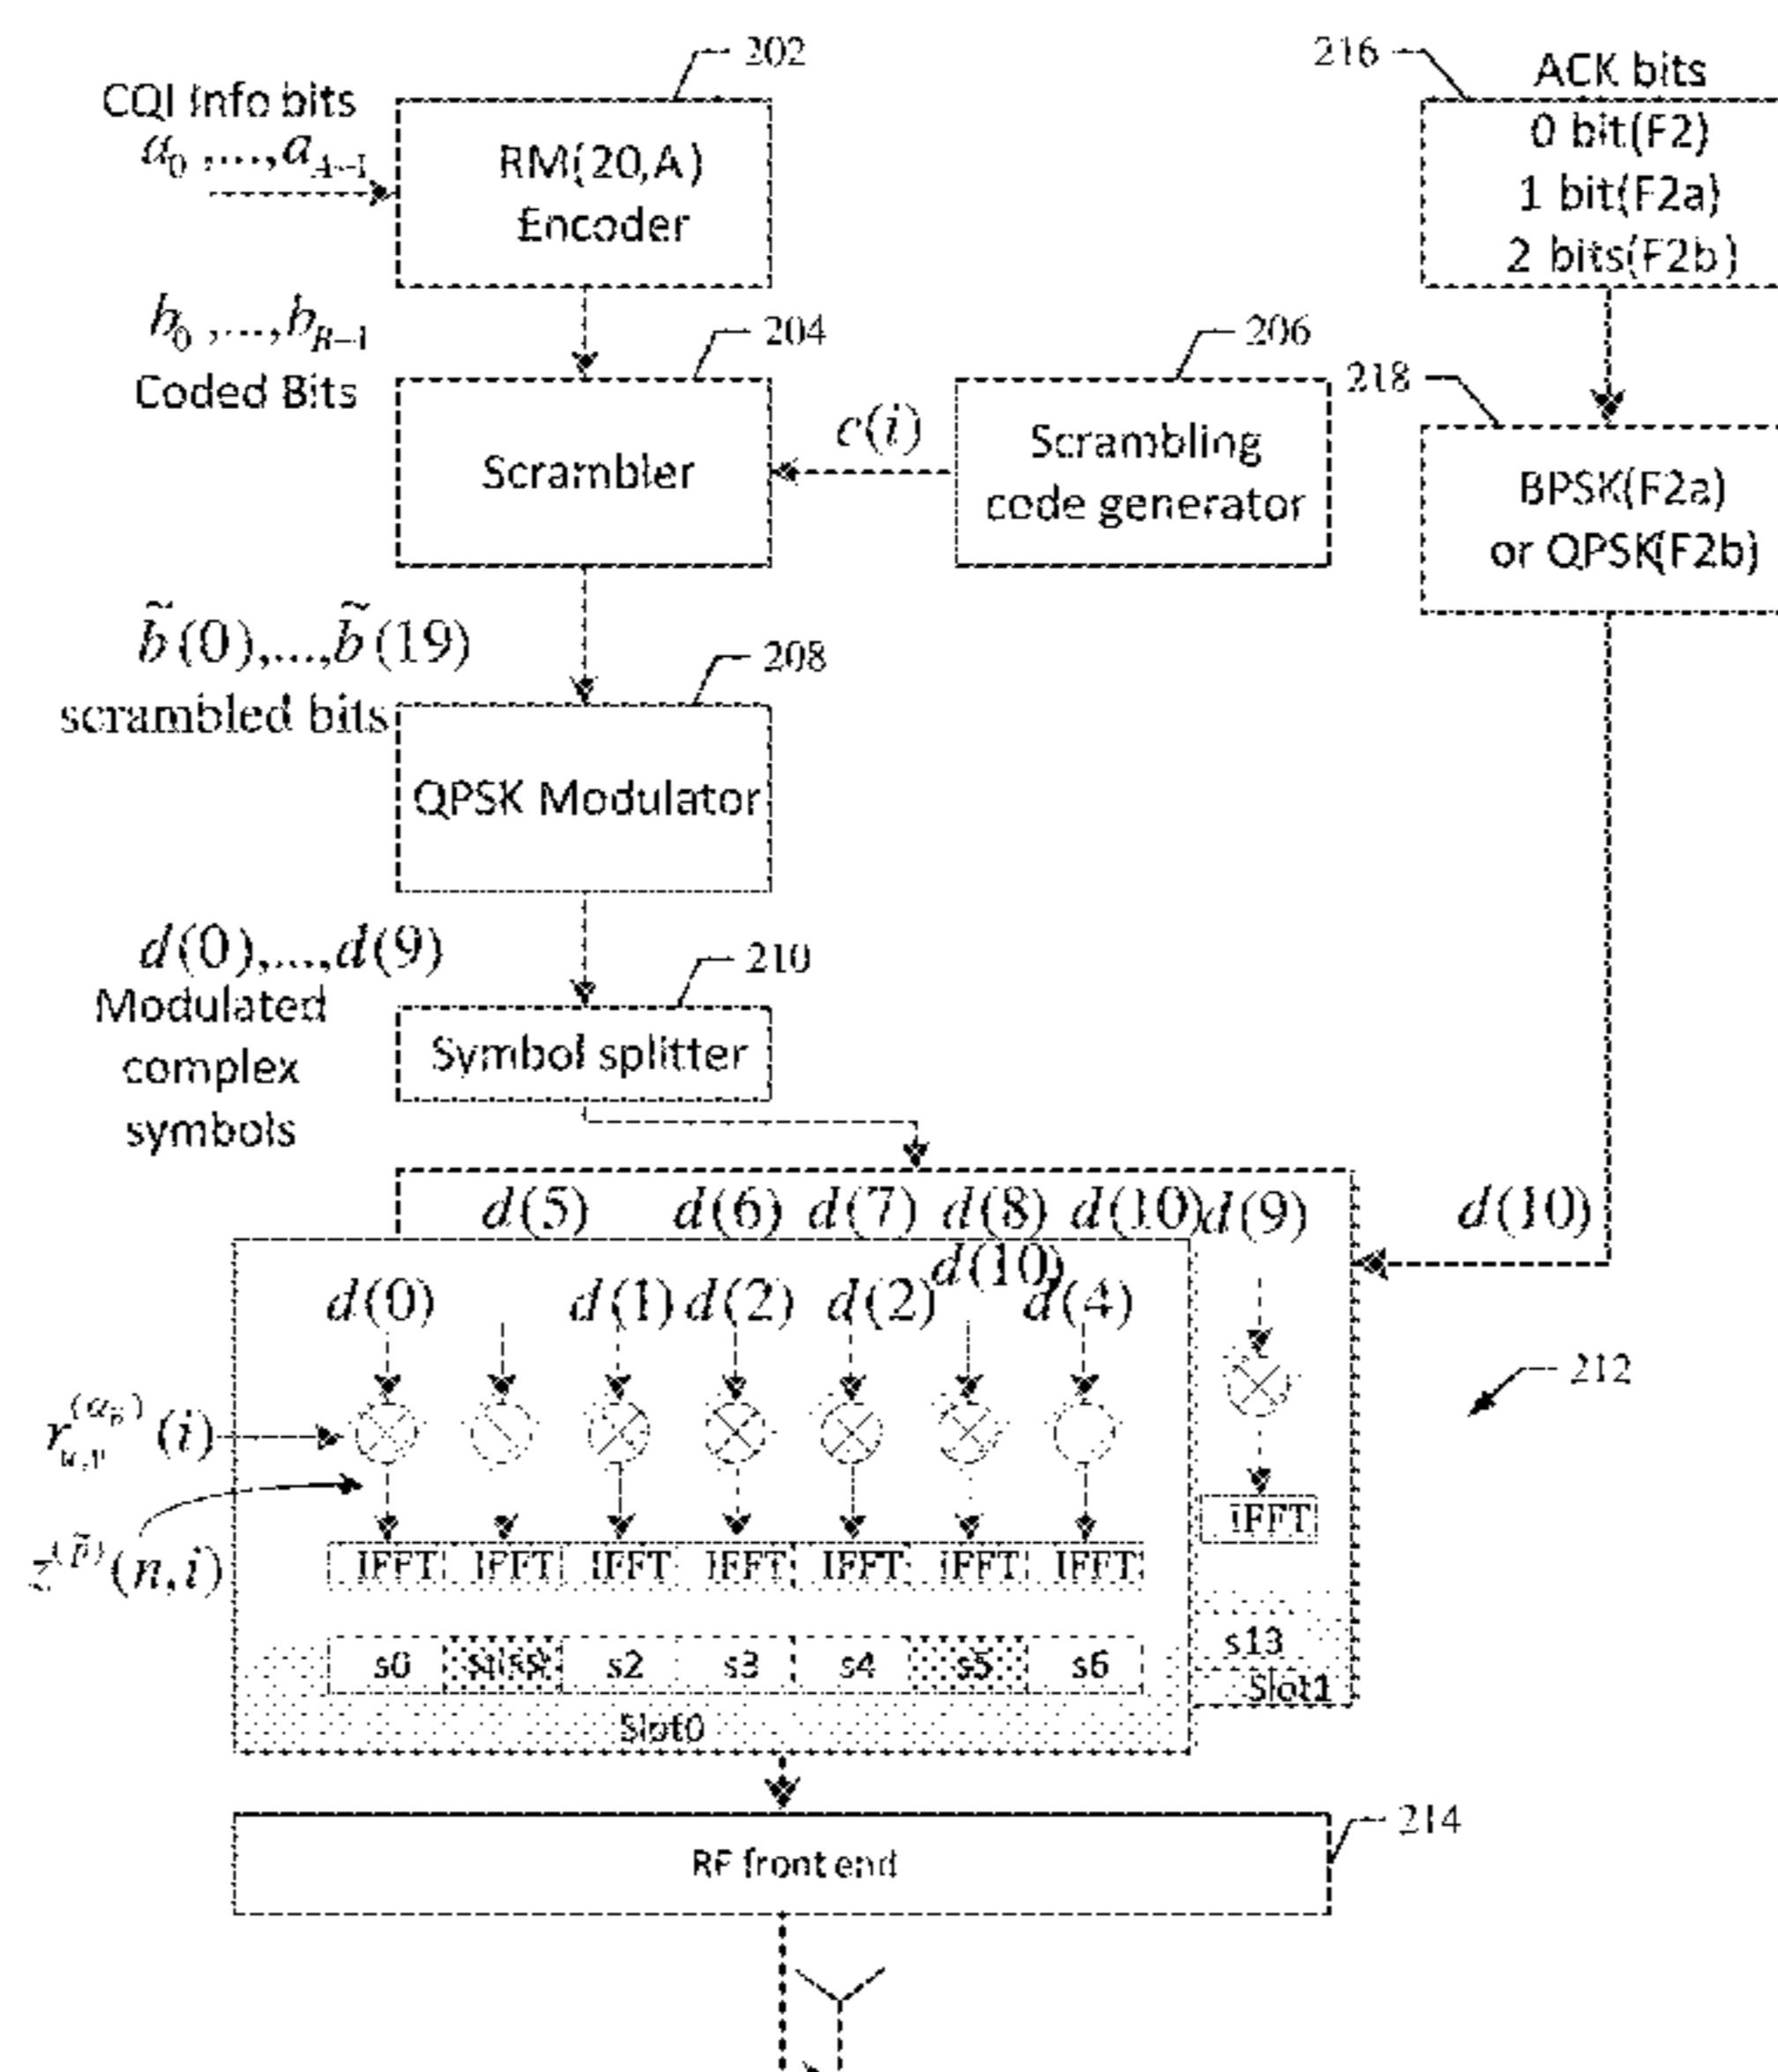 202
CQI Info bits
a₀ ,...,a_{A-1}
RM(20,A)
Encoder
216
ACK bits
0 bit(F2)
1 bit(F2a)
2 bits(F2b)
b₀ ,...,b_{B-1}
Coded Bits
204
Scrambler
c(i)
206
Scrambling
code generator
218
BPSK(F2a)
or QPSK(F2b)
b̃(0),...,b̃(19)
scrambled bits
208
QPSK Modulator
d(0),...,d(9)
Modulated
complex
symbols
210
Symbol splitter
d(5) d(6) d(7) d(8) d(10) d(9)
d(10)
d(10)
d(0) d(1) d(2) d(2) d(4)
212
(i)
(n,i)
IFFT IFFT IFFT IFFT IFFT IFFT IFFT
IFFT
s0 s2 s3 s4 s5 s6
s13
Slot1
Slot0
214
RF front end